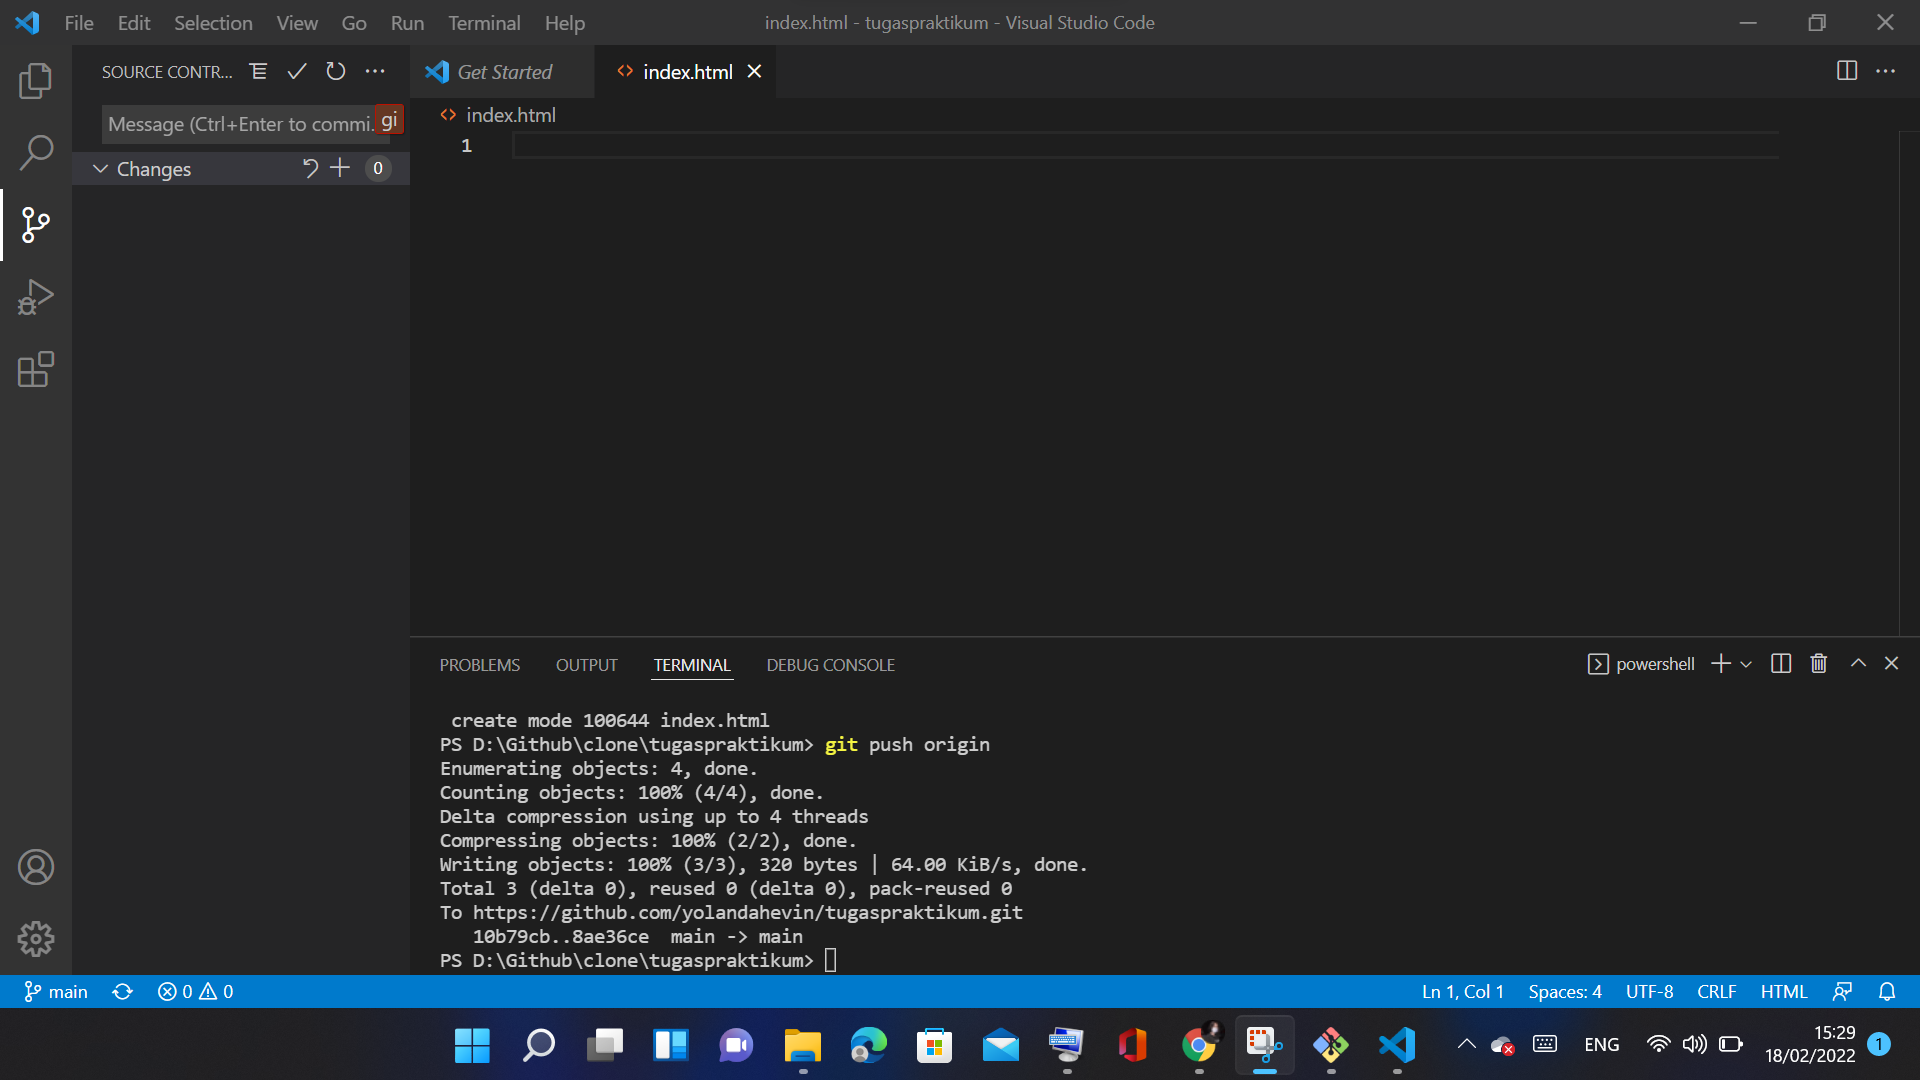 File Edit Selection View Go Run Terminal Help index.html - tugaspraktikum - Visual Studio Code
SOURCE CONTR...
Get Started
index.html
Message (Ctrl+Enter to commi.
gi
index.html
1
Changes
0
PROBLEMS OUTPUT TERMINAL DEBUG CONSOLE
powershell
create mode 100644 index.html
PS D:\Github\clone\tugaspraktikum> git push origin
Enumerating objects: 4, done.
Counting objects: 100% (4/4), done.
Delta compression using up to 4 threads
Compressing objects: 100% (2/2), done.
Writing objects: 100% (3/3), 320 bytes | 64.00 KiB/s, done.
Total 3 (delta 0), reused 0 (delta 0), pack-reused 0
To https://github.com/yolandahevin/tugaspraktikum.git
10b79cb..8ae36ce  main -> main
PS D:\Github\clone\tugaspraktikum>
main 0 0 Ln 1, Col 1 Spaces: 4 UTF-8 CRLF HTML
ENG
15:29
18/02/2022
1